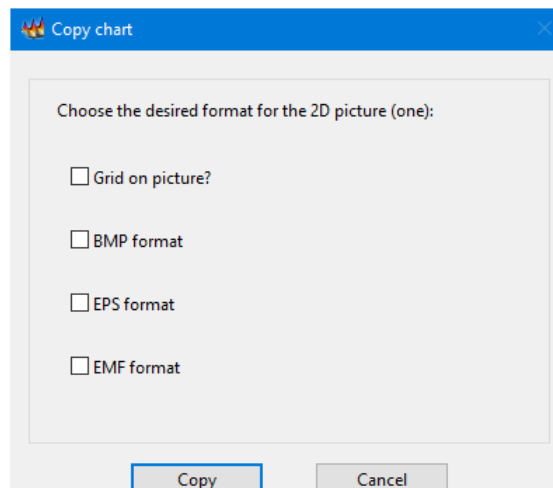 Copy chart
Choose the desired format for the 2D picture (one):
Grid on picture?
BMP format
EPS format
EMF format
Copy Cancel